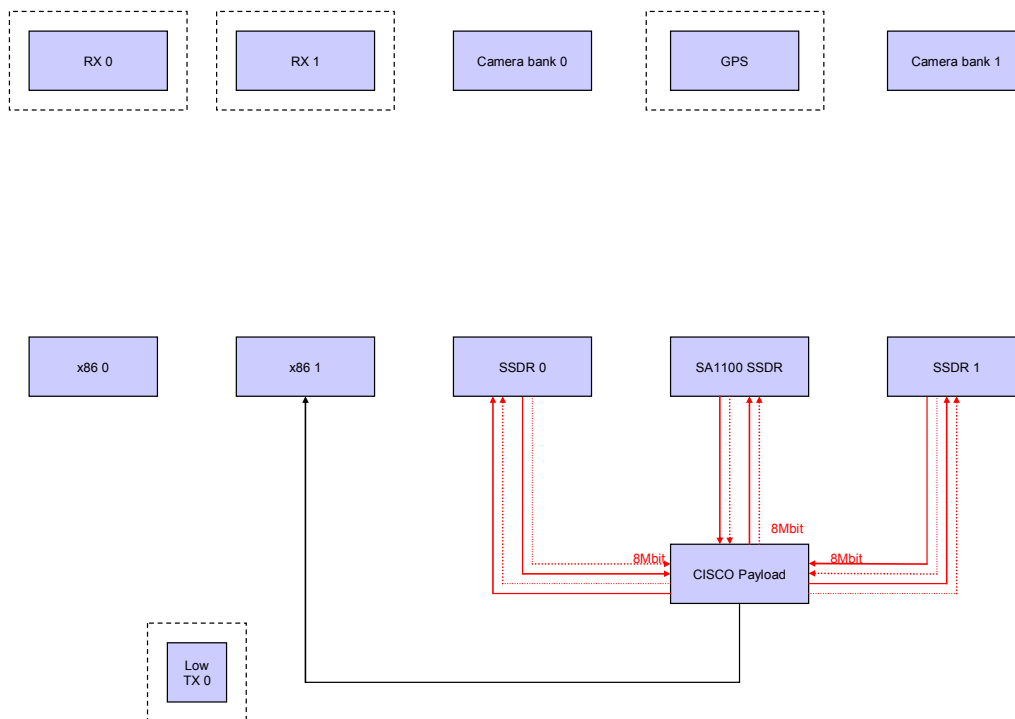 RX 0
RX 1
Camera bank 0
GPS
Camera bank 1
x86 0
x86 1
SSDR 0
SA1100 SSDR
SSDR 1
8Mbit
8Mbit
8Mbit
CISCO Payload
Low
TX 0